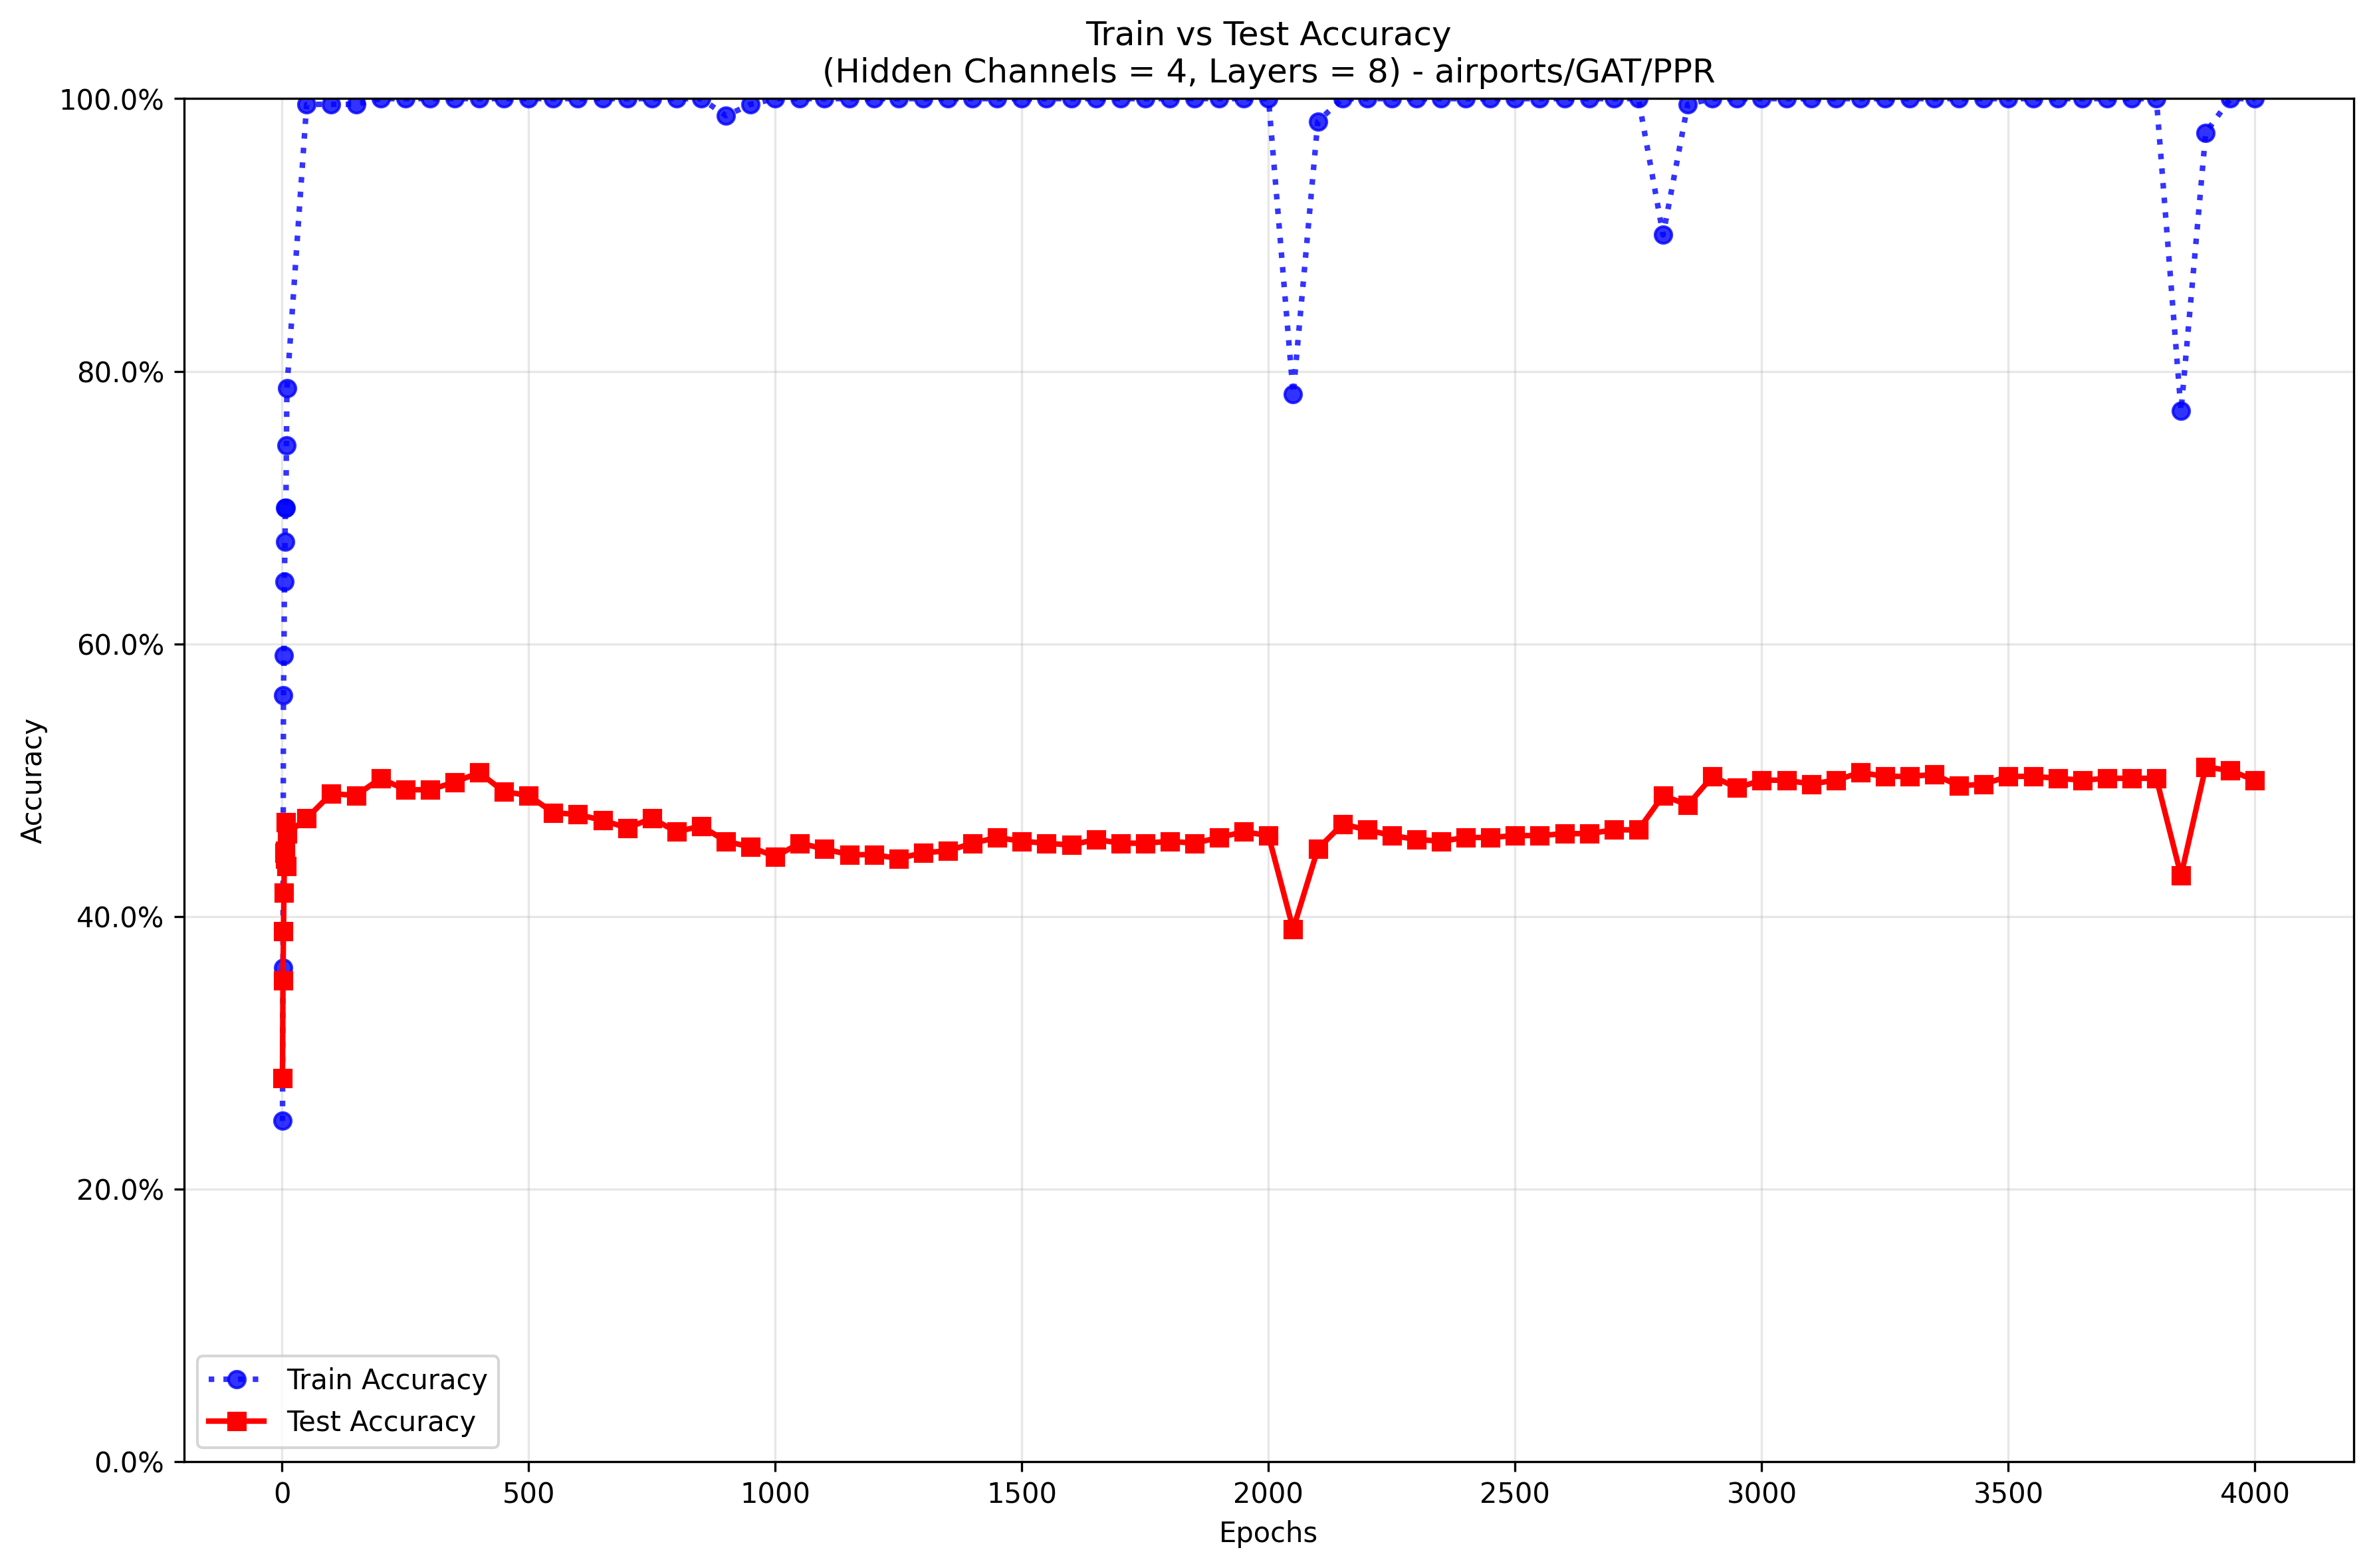 Train vs Test Accuracy
(Hidden Channels = 4, Layers = 8) - airports/GAT/PPR
100.0%
80.0%
60.0%
40.0%
20.0%
0.0%
Accuracy
Train Accuracy
Test Accuracy
0 500 1000 1500 2000 2500 3000 3500 4000
Epochs